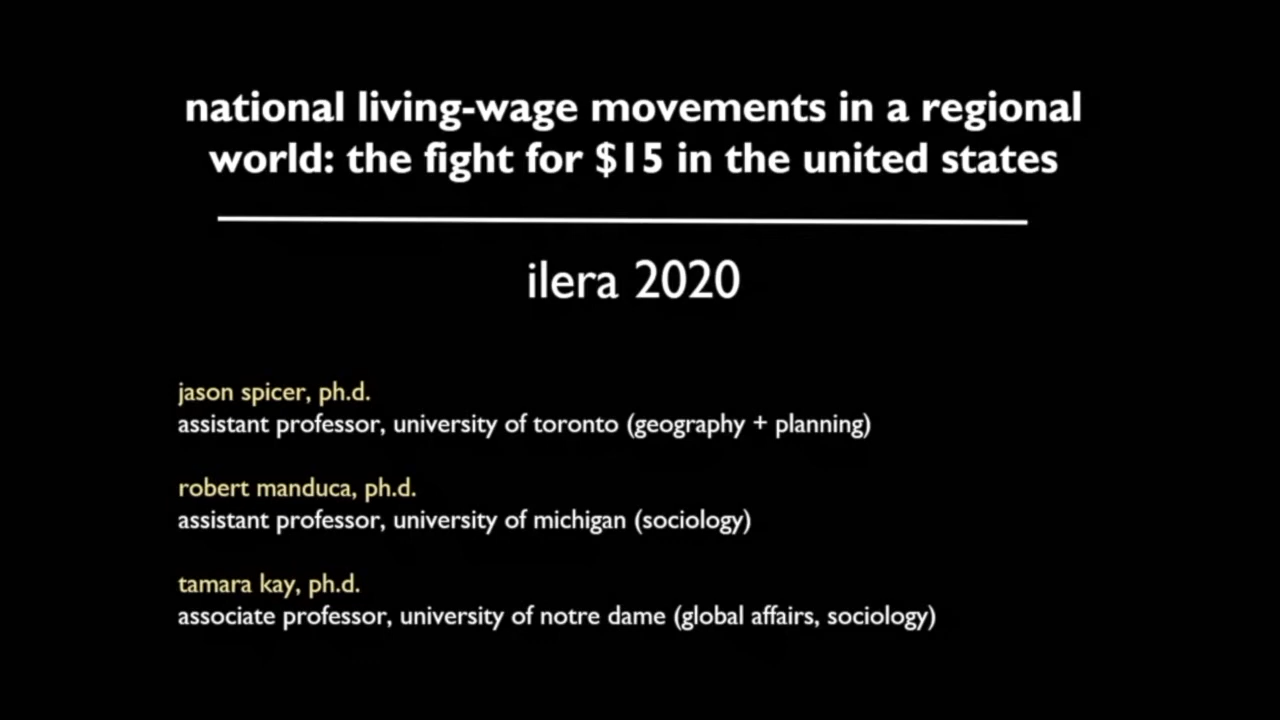 national living-wage movements in a regional
world: the fight for $15 in the united states
ilera 2020
jason spicer, ph.d.
assistant professor, university of toronto (geography + planning)
robert manduca, ph.d.
assistant professor, university of michigan (sociology)
tamara kay, ph.d.
associate professor, university of notre dame (global affairs, sociology)